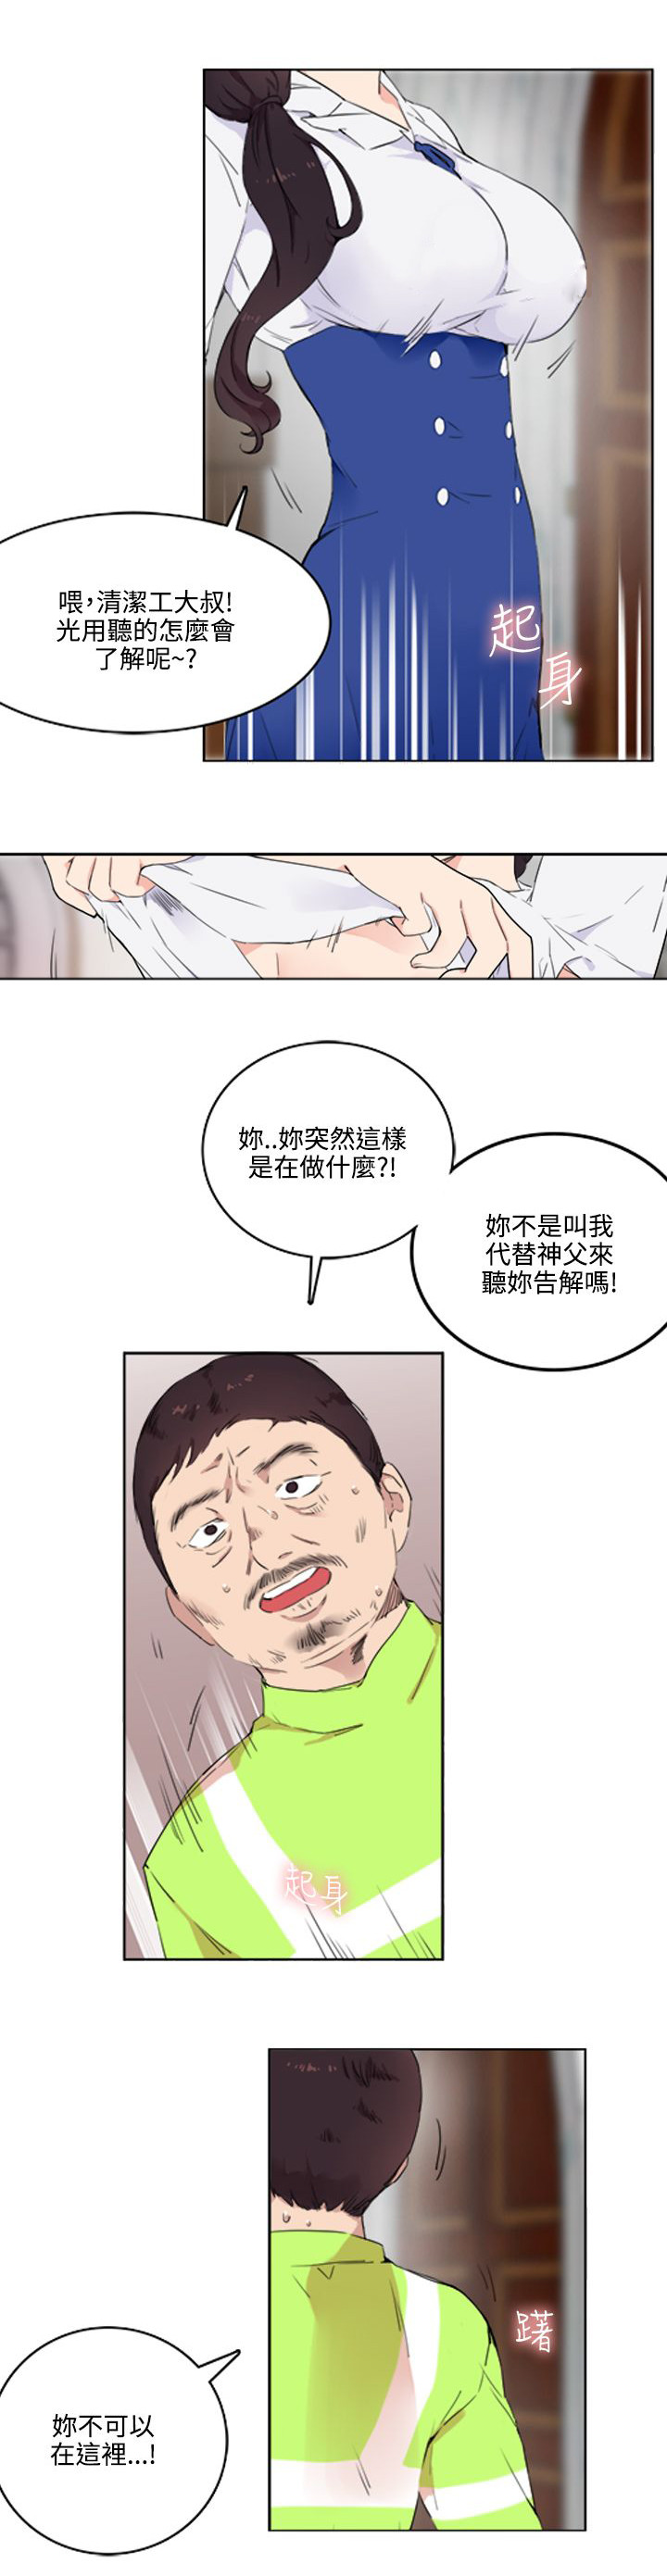 喂,清潔工大叔!
光用聽的怎麼會
了解呢~?
起身
妳..妳突然這樣
是在做什麼?!
妳不是叫我
代替神父來
聽妳告解嗎!
起身
躇
妳不可以
在這裡...!